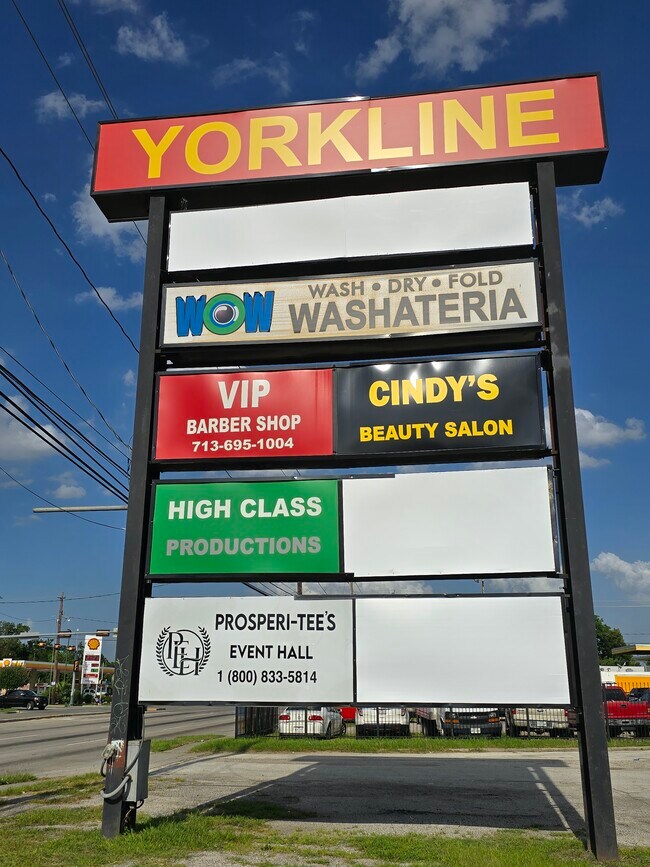 YORKLINE
WOW
WASH • DRY • FOLD
WASHATERIA
VIP
BARBER SHOP
713-695-1004
CINDY'S
BEAUTY SALON
HIGH CLASS
PRODUCTIONS
PEH
PROSPERI-TEE'S
EVENT HALL
1 (800) 833-5814